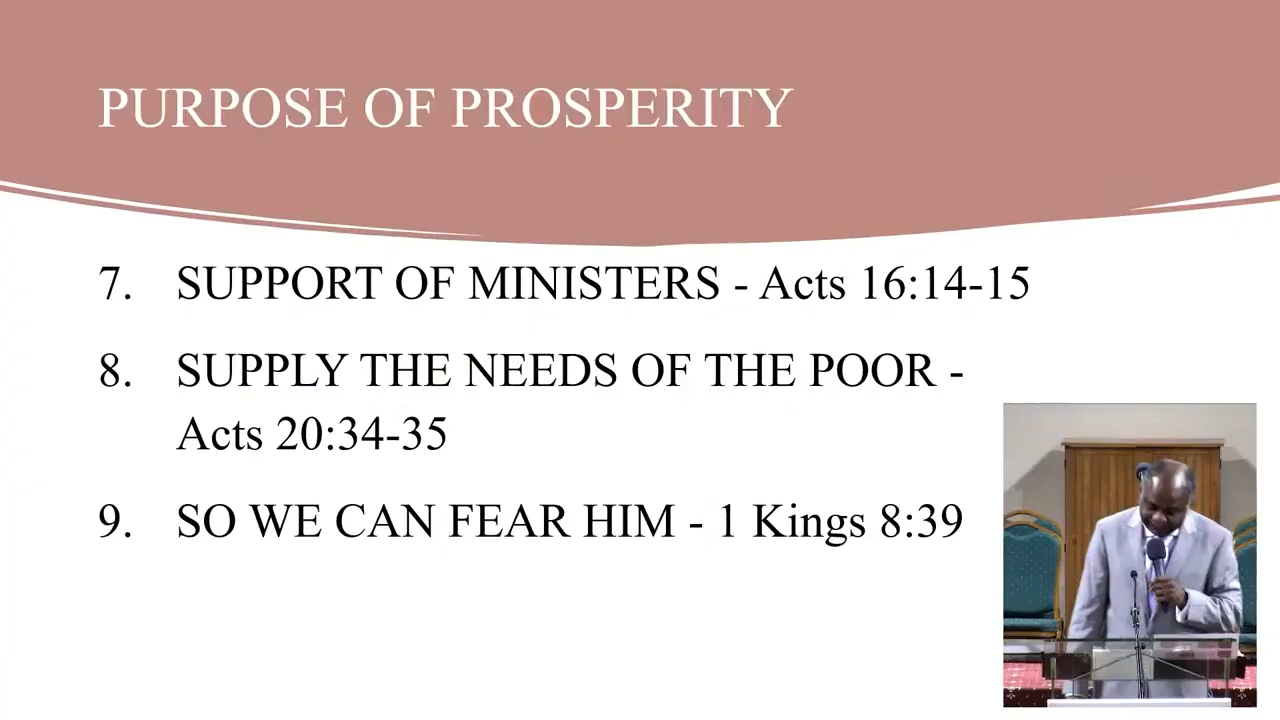 PURPOSE OF PROSPERITY
7. SUPPORT OF MINISTERS - Acts 16:14-15
8. SUPPLY THE NEEDS OF THE POOR -
Acts 20:34-35
9. SO WE CAN FEAR HIM - 1 Kings 8:39